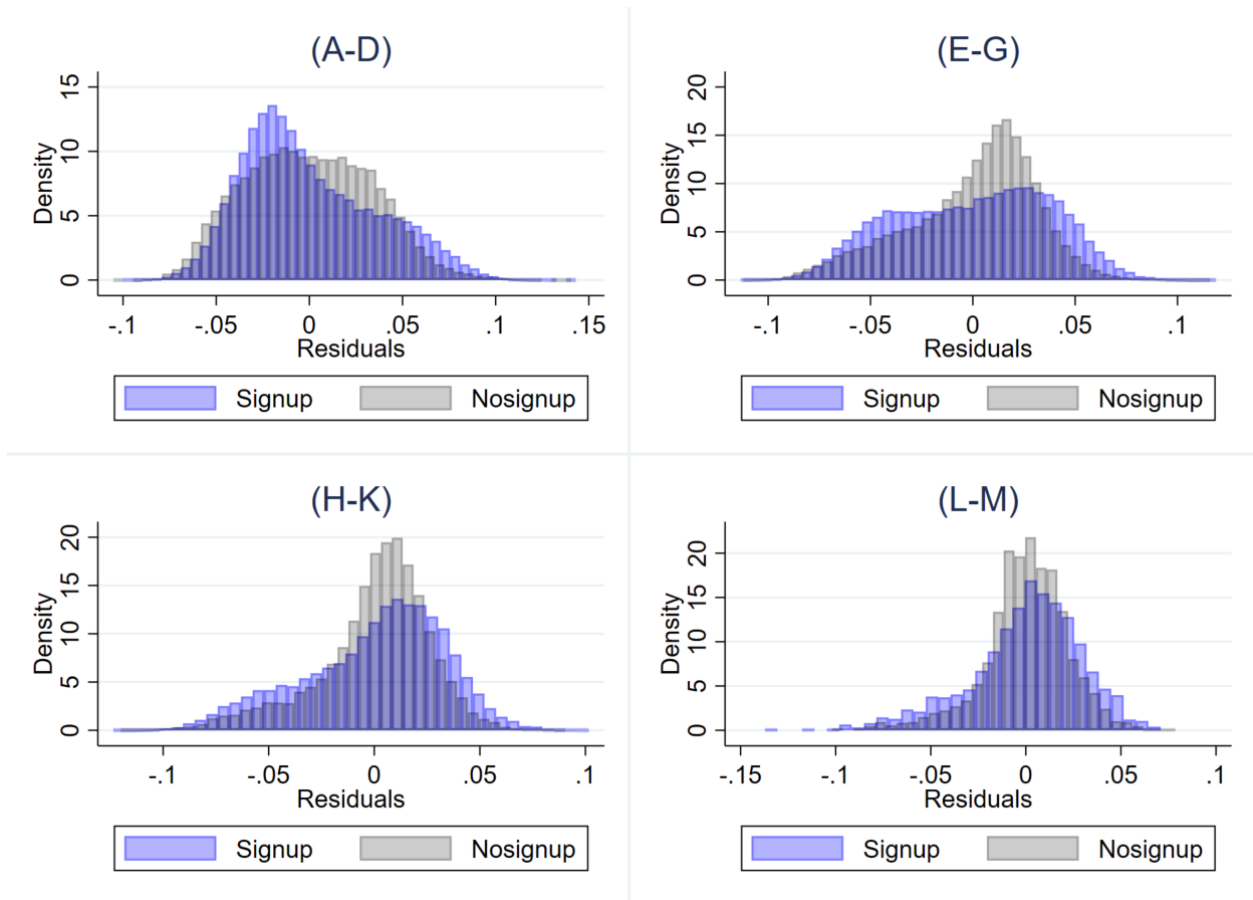 (A-D)
15
10
5
0
Density
-.1 -.05 0 .05 .1 .15
Residuals
Signup Nosignup
(E-G)
20
15
10
5
0
Density
-.1 -.05 0 .05 .1
Residuals
Signup Nosignup
(H-K)
20
15
10
5
0
Density
-.1 -.05 0 .05 .1
Residuals
Signup Nosignup
(L-M)
20
15
10
5
0
Density
-.15 -.1 -.05 0 .05 .1
Residuals
Signup Nosignup